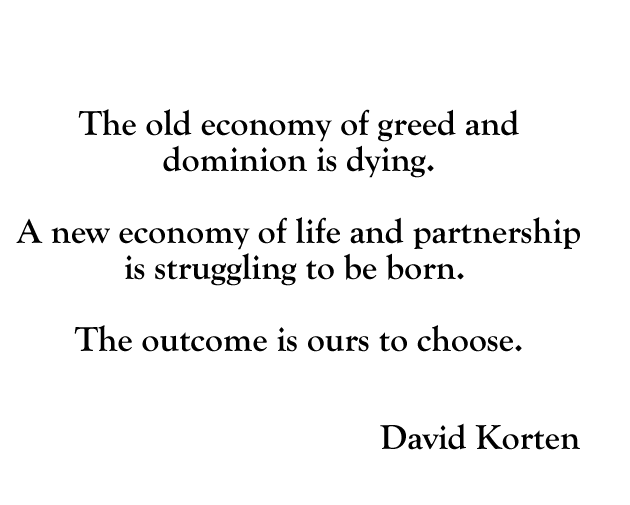 The old economy of greed and
dominion is dying.
A new economy of life and partnership
is struggling to be born.
The outcome is ours to choose.
David Korten